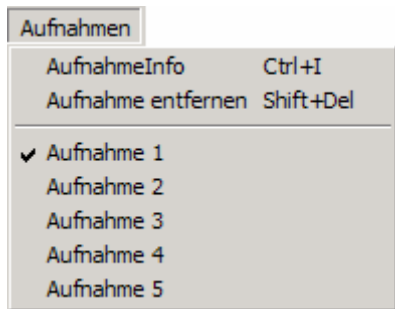 Aufnahmen
AufnahmeInfo Ctrl+I
Aufnahme entfernen Shift+Del
Aufnahme 1
Aufnahme 2
Aufnahme 3
Aufnahme 4
Aufnahme 5